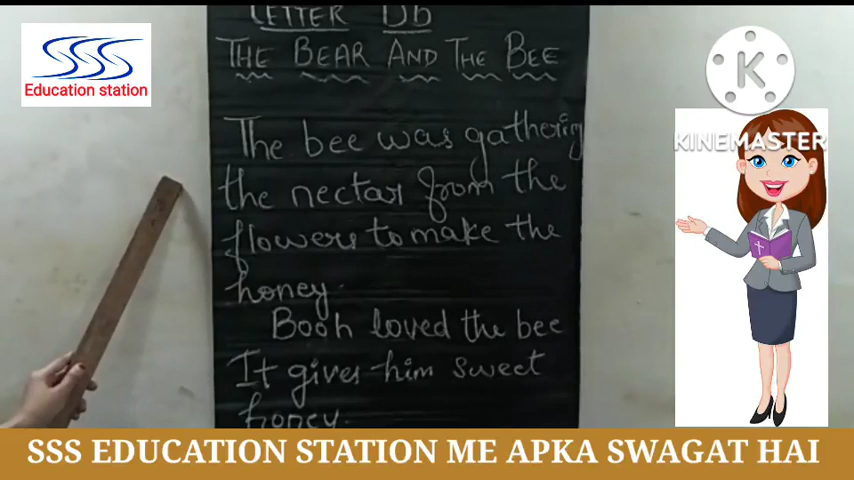 SSS
Education station
LETTER Bb
THE BEAR AND THE BEE
The bee was gathering
the nectar from the
flowers to make the
honey.
Booh loved the bee
It gives him sweet
honey.
K
KINEMASTER
SSS EDUCATION STATION ME APKA SWAGAT HAI